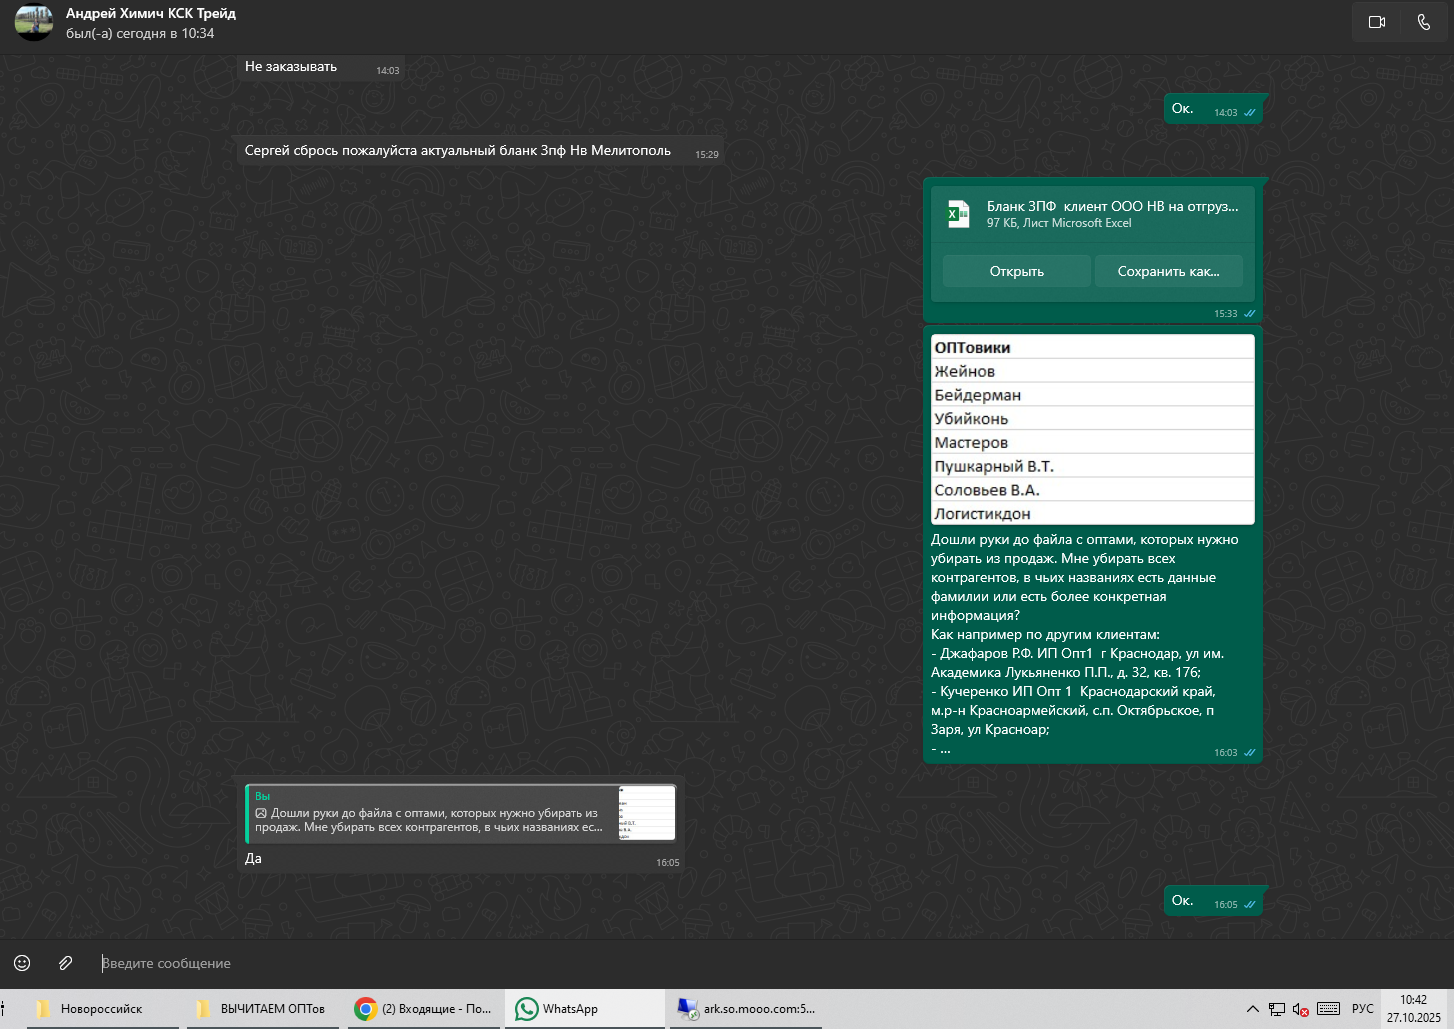 Андрей Химич КСК Трейд
был(-а) сегодня в 10:34
Не заказывать
14:03
Ок.
14:03
Сергей сбрось пожалуйста актуальный бланк Зпф Нв Мелитополь
15:29
Бланк ЗПФ клиент ООО НВ на отгруз...
97 КБ, Лист Microsoft Excel
Открыть
Сохранить как...
15:33
ОПТовики
Жейнов
Бейдерман
Убийконь
Мастеров
Пушкарный В.Т.
Соловьев В.А.
Логистикдон
Дошли руки до файла с оптами, которых нужно
убирать из продаж. Мне убирать всех
контрагентов, в чьих названиях есть данные
фамилии или есть более конкретная
информация?
Как например по другим клиентам:
- Джафаров Р.Ф. ИП Опт1 г Краснодар, ул им.
Академика Лукьяненко П.П., д. 32, кв. 176;
- Кучеренко ИП Опт 1 Краснодарский край,
м.р-н Красноармейский, с.п. Октябрьское, п
Заря, ул Красноар;
- ...
16:03
Вы
Дошли руки до файла с оптами, которых нужно убирать из
продаж. Мне убирать всех контрагентов, в чьих названиях ес...
Да
16:05
Ок.
16:05
Введите сообщение
Новороссийск
ВЫЧИТАЕМ ОПТов
(2) Входящие - По...
WhatsApp
ark.so.mooo.com:5...
РУС
10:42
27.10.2025